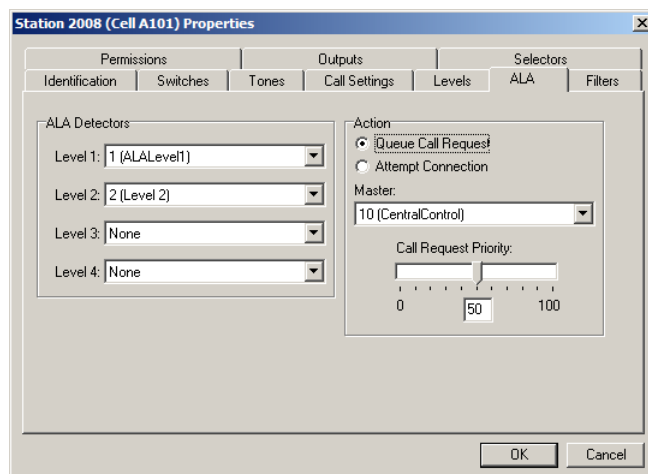 Station 2008 (Cell A101) Properties
Permissions Outputs Selectors
Identification Switches Tones Call Settings Levels ALA Filters
ALA Detectors
Level 1: 1 (ALALevel1)
Level 2: 2 (Level 2)
Level 3: None
Level 4: None
Action
Queue Call Request
Attempt Connection
Master:
10 (CentralControl)
Call Request Priority:
0 50 100
OK Cancel